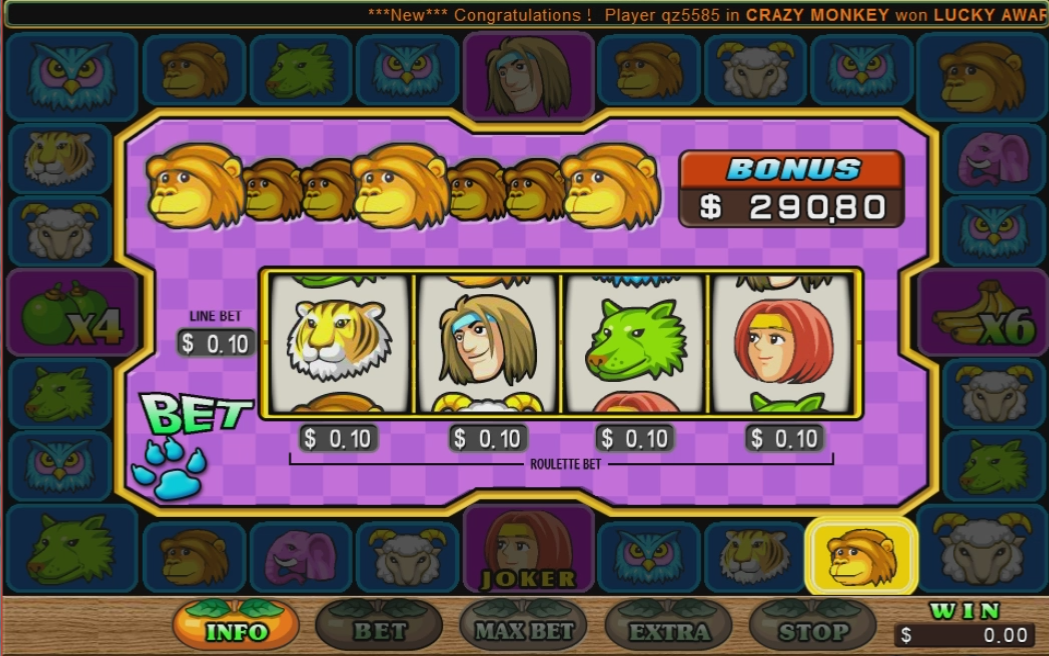 ***New*** Congratulations ! Player qz5585 in CRAZY MONKEY won LUCKY AWAR
BONUS
$ 290,80
x4
x6
LINE BET
$ 0.10
BET
$ 0.10 $ 0.10 $ 0.10 $ 0.10
ROULETTE BET
JOKER
INFO BET MAX BET EXTRA STOP
WIN
$ 0.00